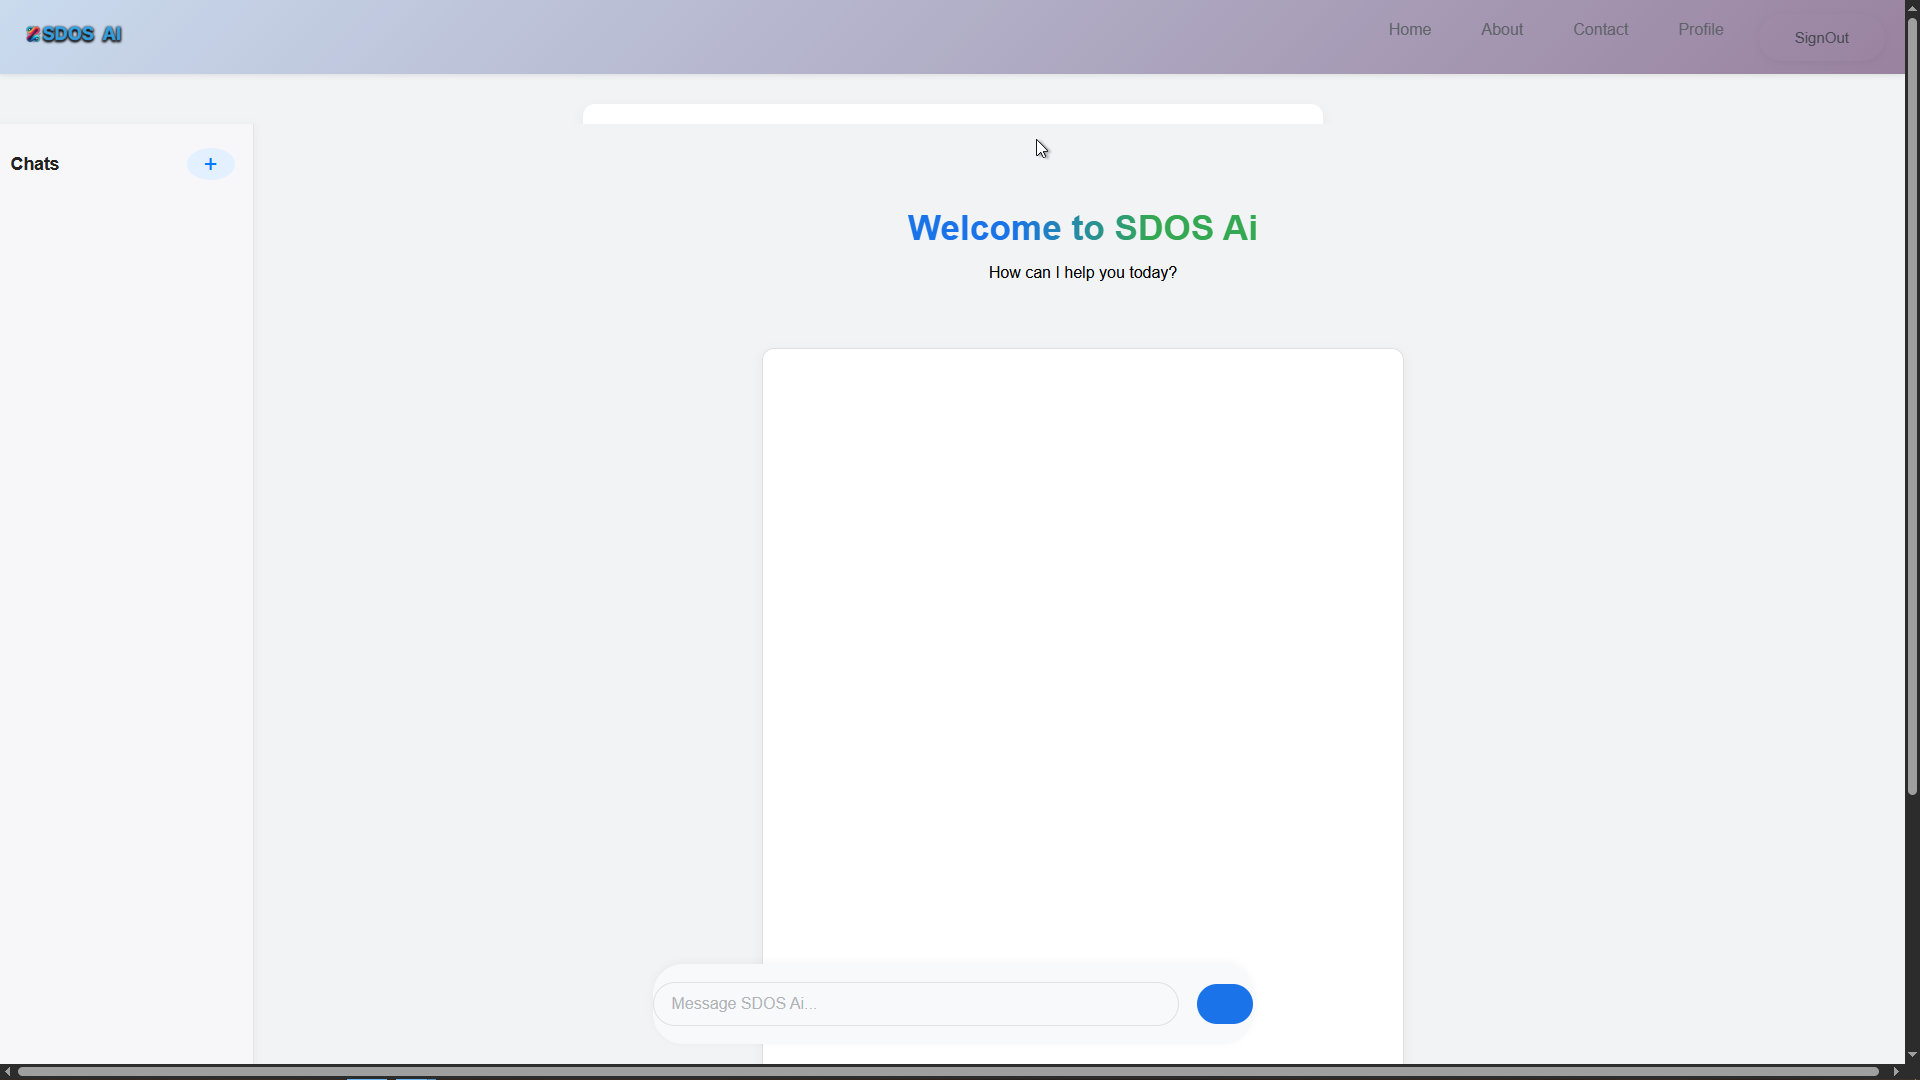 SDOS AI
Home About Contact Profile SignOut
Chats +
Welcome to SDOS Ai
How can I help you today?
Message SDOS Ai...